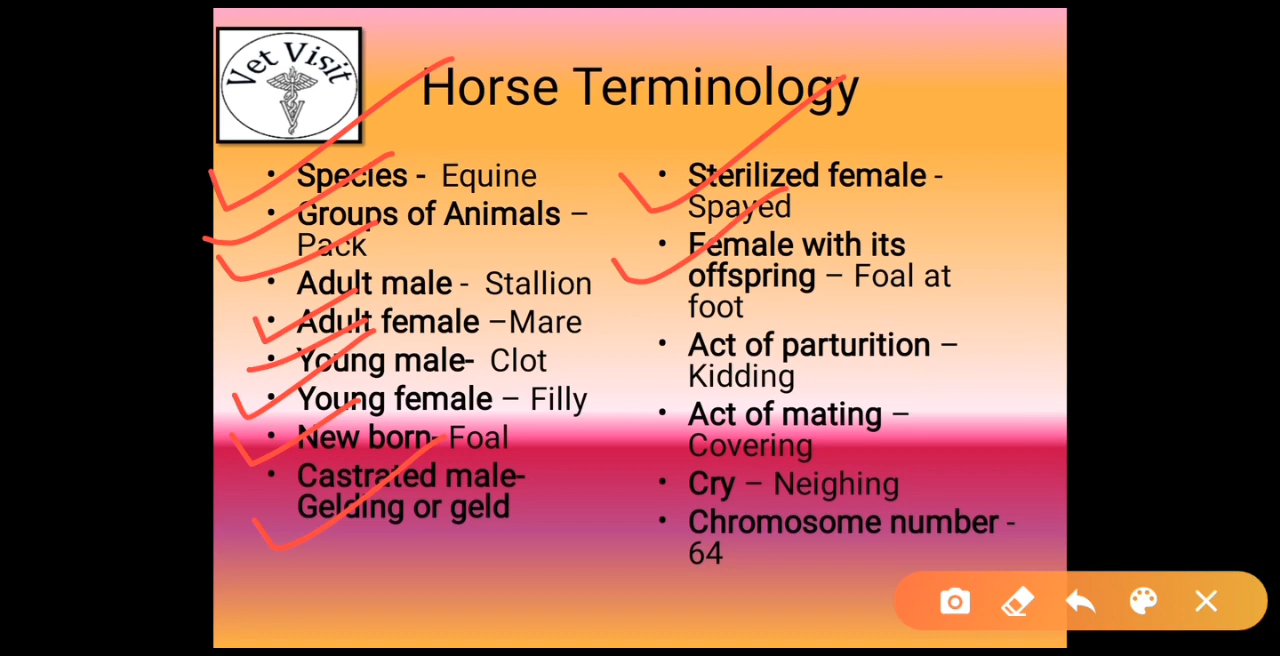 Vet Visit
Horse Terminology
• Species - Equine
• Groups of Animals –
Pack
• Adult male - Stallion
• Adult female –Mare
• Young male- Clot
• Young female – Filly
• New born- Foal
• Castrated male-
Gelding or geld
• Sterilized female -
Spayed
• Female with its
offspring – Foal at
foot
• Act of parturition –
Kidding
• Act of mating –
Covering
• Cry – Neighing
• Chromosome number -
64